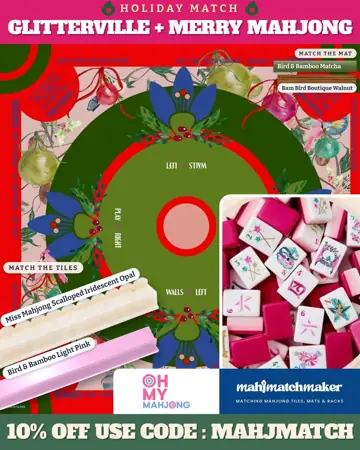 HOLIDAY MATCH
GLITTERVILLE + MERRY MAHJONG
MATCH THE MAT
Bird & Bamboo Matcha
Bam Bird Boutique Walnut
LEFT WALLS
PLAY RIGHT
WALLS LEFT
MATCH THE TILES
Miss Mahjong Scalloped Iridescent Opal
Bird & Bamboo Light Pink
OH MY
MAHJONG
mahjmatchmaker
MATCHING MAHJONG TILES, MATS & RACKS
10% OFF USE CODE : MAHJMATCH